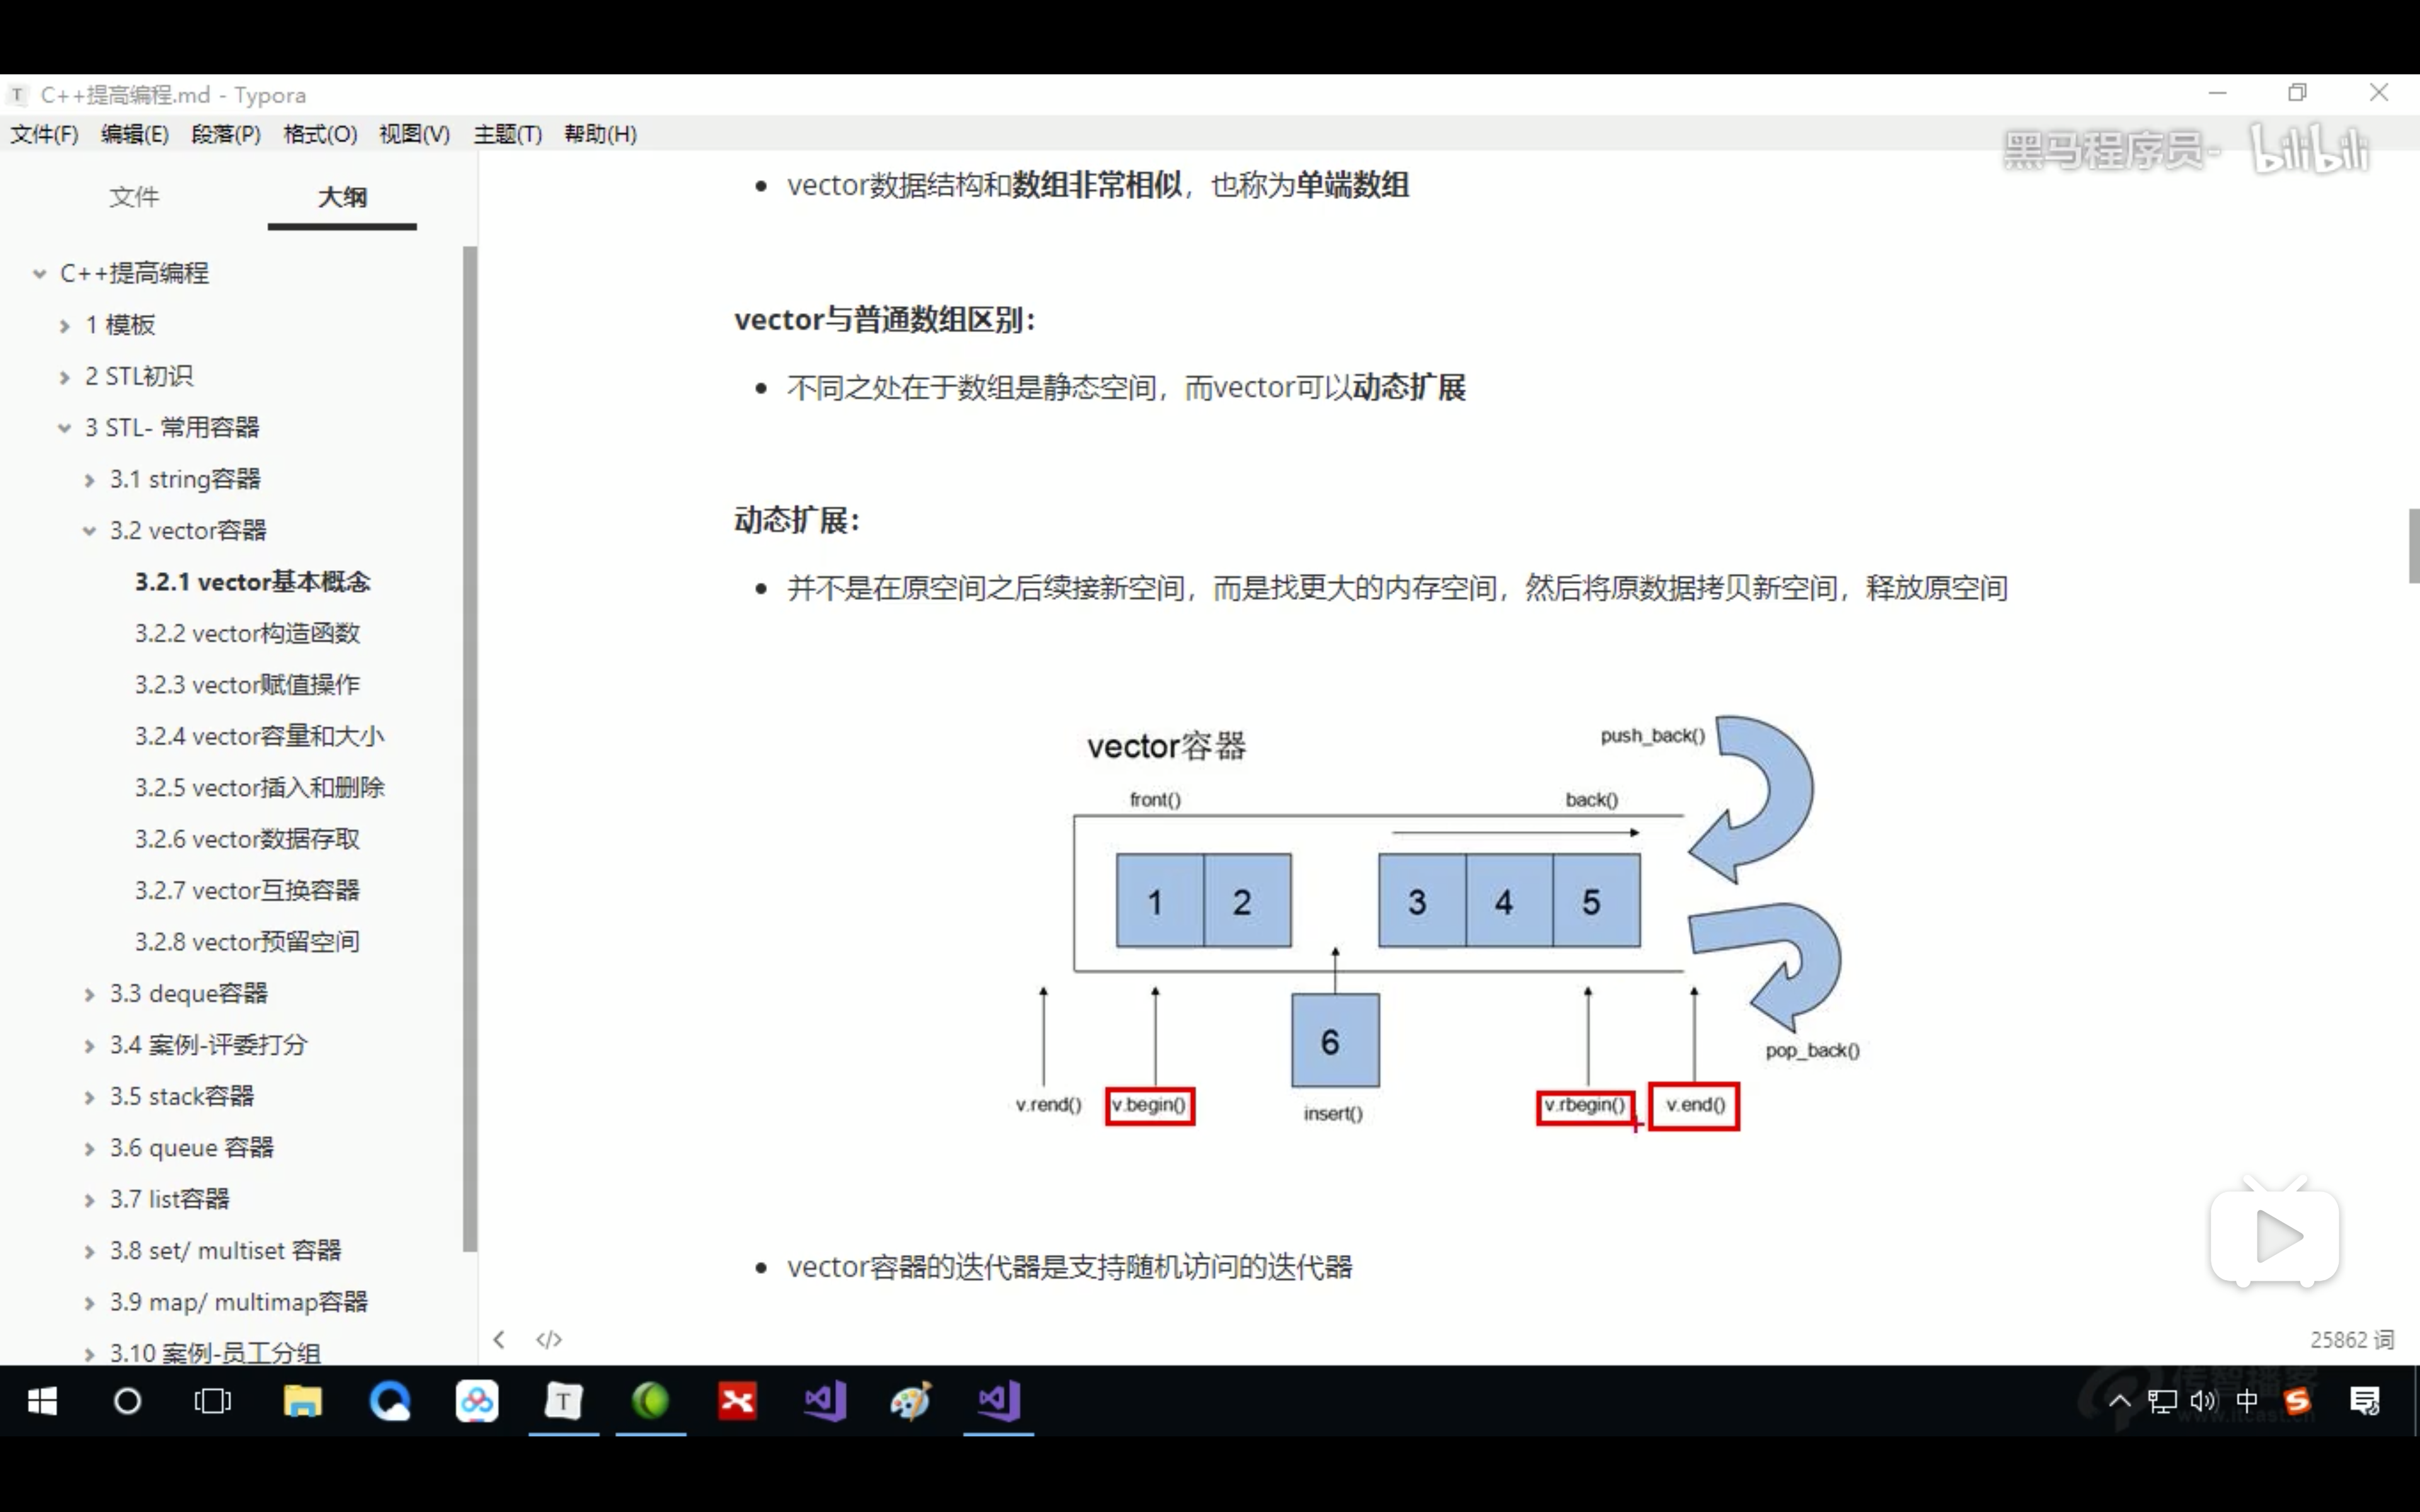 C++提高编程.md - Typora
文件(F) 编辑(E) 段落(P) 格式(O) 视图(V) 主题(T) 帮助(H)
黑马程序员- bilibili
文件 大纲
C++提高编程
1 模板
2 STL初识
3 STL- 常用容器
3.1 string容器
3.2 vector容器
3.2.1 vector基本概念
3.2.2 vector构造函数
3.2.3 vector赋值操作
3.2.4 vector容量和大小
3.2.5 vector插入和删除
3.2.6 vector数据存取
3.2.7 vector互换容器
3.2.8 vector预留空间
3.3 deque容器
3.4 案例-评委打分
3.5 stack容器
3.6 queue 容器
3.7 list容器
3.8 set/ multiset 容器
3.9 map/ multimap容器
3.10 案例-员工分组
vector数据结构和数组非常相似，也称为单端数组
vector与普通数组区别：
不同之处在于数组是静态空间，而vector可以动态扩展
动态扩展：
并不是在原空间之后续接新空间，而是找更大的内存空间，然后将原数据拷贝新空间，释放原空间
vector容器
push_back()
front() back()
1 2 3 4 5
6
pop_back()
v.rend() v.begin() insert() v.rbegin() v.end()
vector容器的迭代器是支持随机访问的迭代器
25862 词
传智播客
www.itcast.cn
中